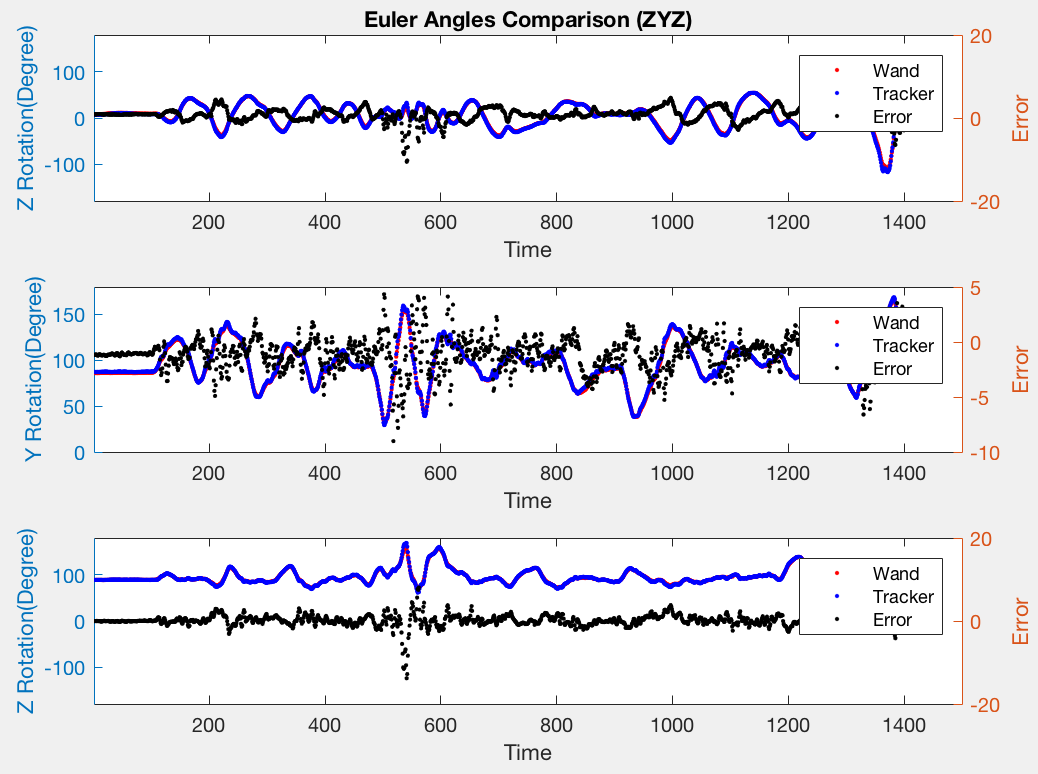 Euler Angles Comparison (ZYZ)
Z Rotation(Degree)
100
0
-100
20
0
-20
Error
Wand
Tracker
Error
200 400 600 800 1000 1200 1400
Time
Y Rotation(Degree)
150
100
50
0
5
0
-5
-10
Error
Wand
Tracker
Error
200 400 600 800 1000 1200 1400
Time
Z Rotation(Degree)
100
0
-100
20
0
-20
Error
Wand
Tracker
Error
200 400 600 800 1000 1200 1400
Time